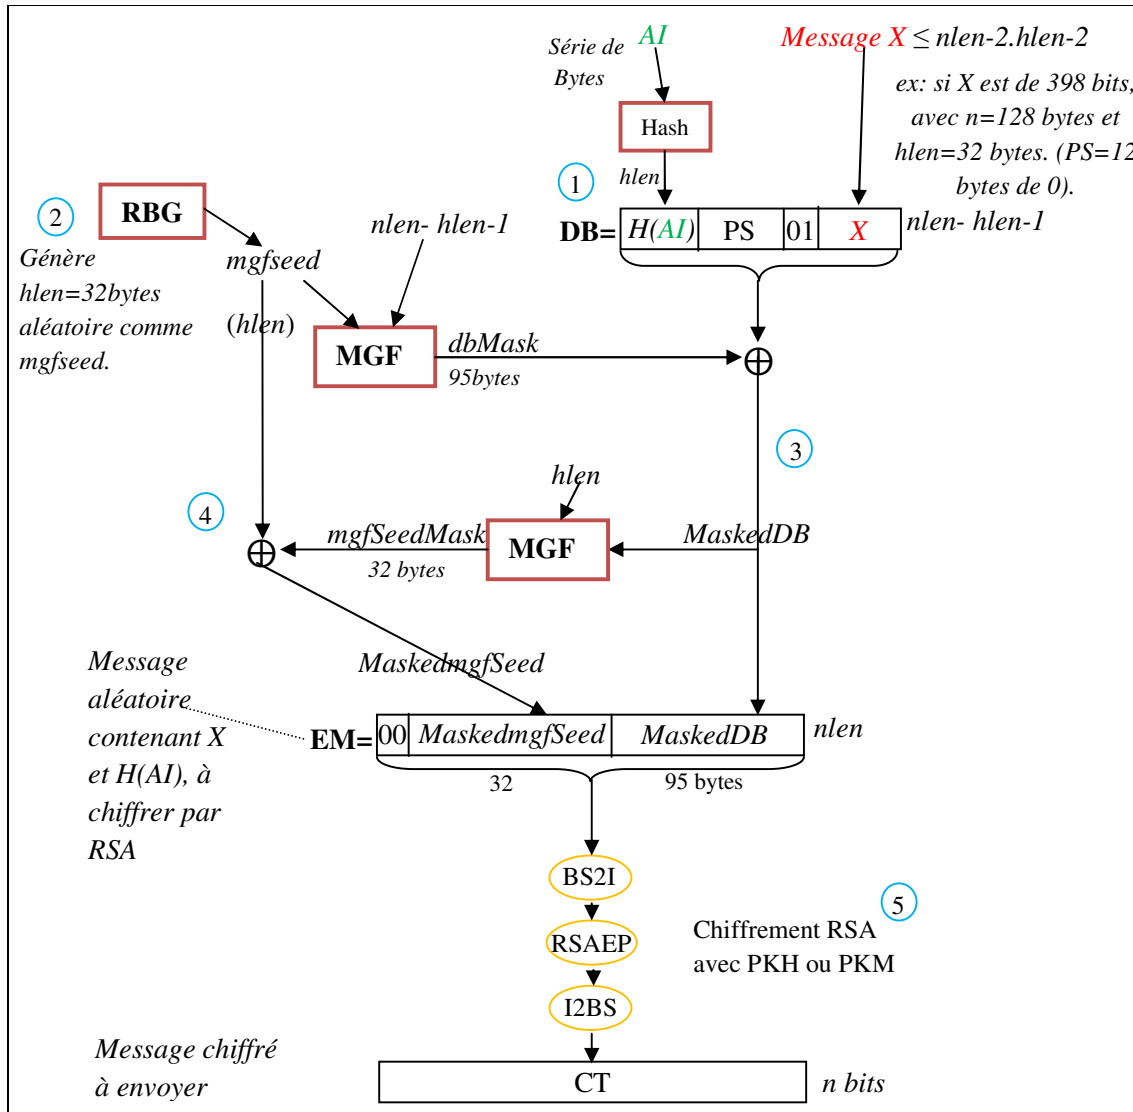 Série de
Bytes
AI
Message X ≤ nlen-2.hlen-2
ex: si X est de 398 bits,
avec n=128 bytes et
hlen=32 bytes. (PS=12
bytes de 0).
Hash
hlen
1
DB=
H(AI)
PS
01
X
nlen- hlen-1
2
RBG
Génère
hlen=32bytes
aléatoire comme
mgfseed.
mgfseed
(hlen)
nlen- hlen-1
MGF
dbMask
95bytes
3
hlen
4
mgfSeedMask
32 bytes
MGF
MaskedDB
MaskedmgfSeed
Message
aléatoire
contenant X
et H(AI), à
chiffrer par
RSA
EM=
00
MaskedmgfSeed
MaskedDB
nlen
32
95 bytes
BS2I
RSAEP
I2BS
5
Chiffrement RSA
avec PKH ou PKM
Message chiffré
à envoyer
CT
n bits